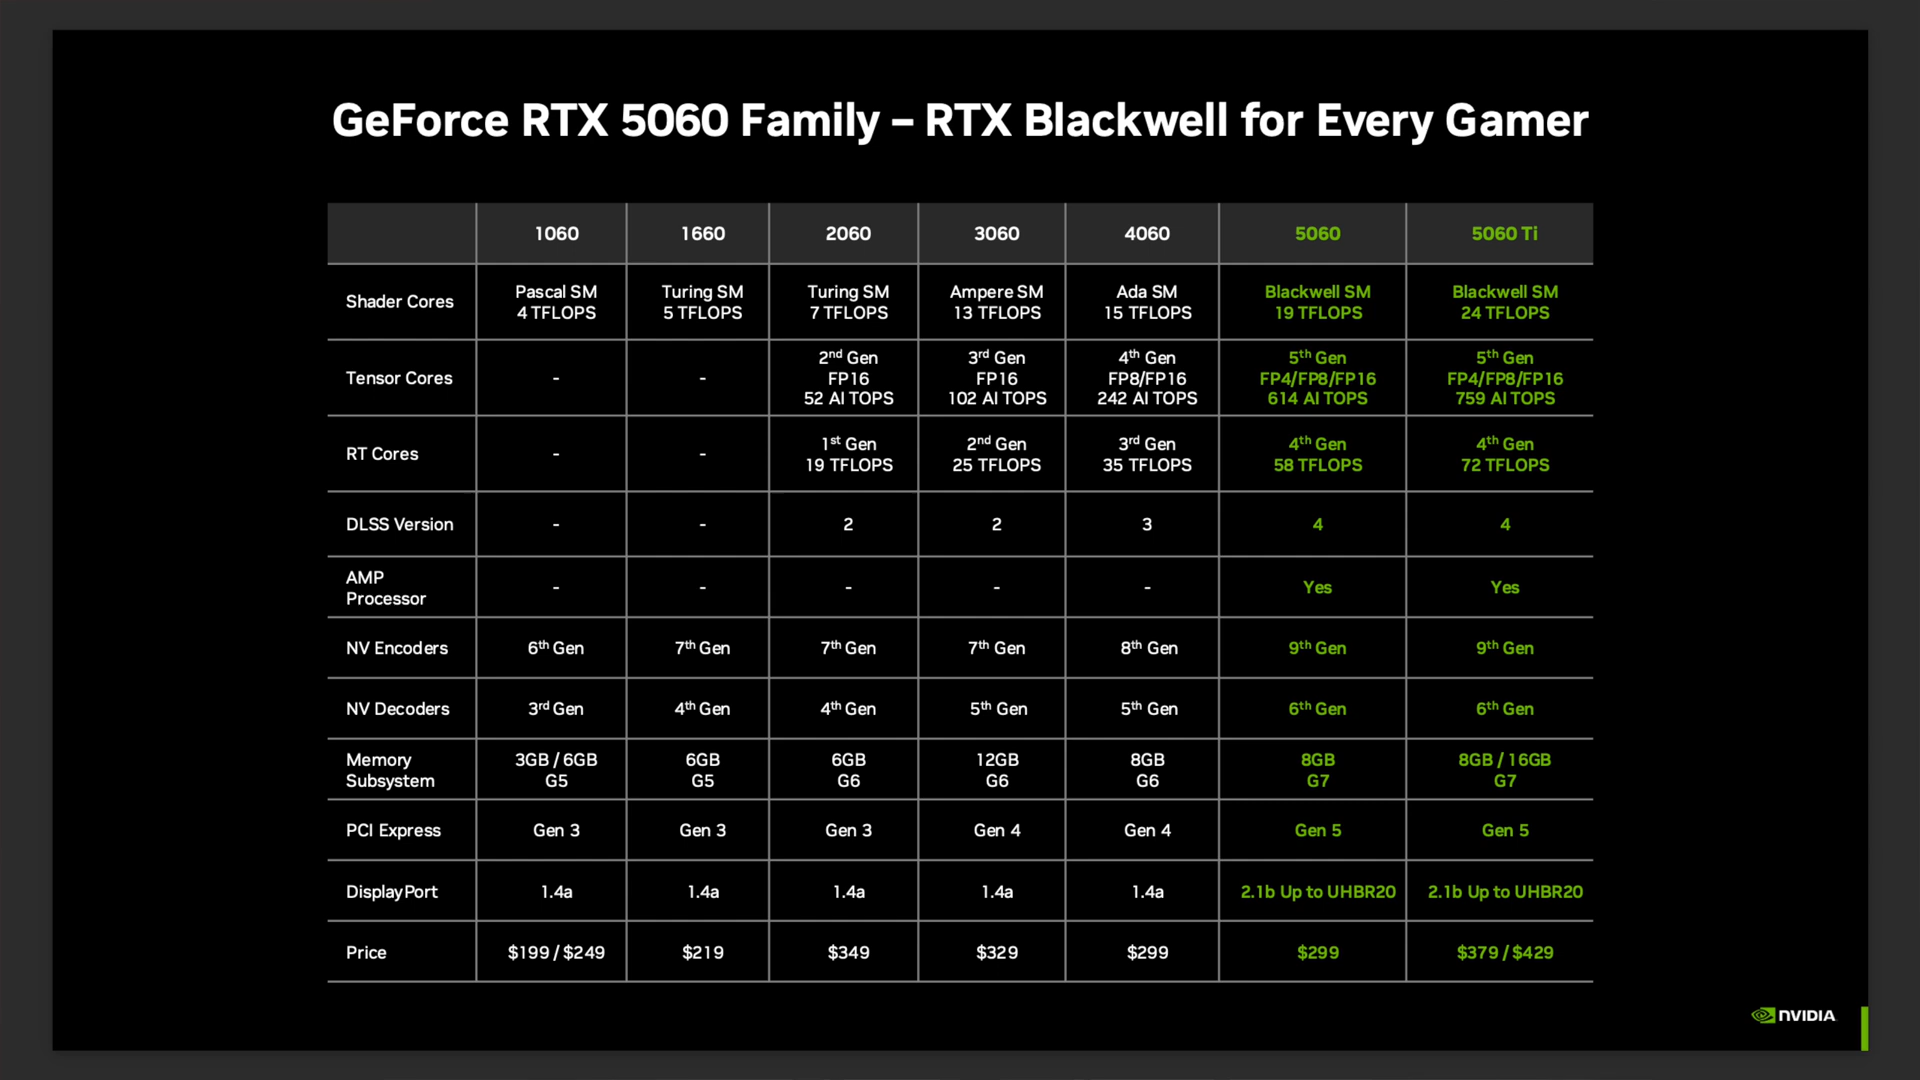 GeForce RTX 5060 Family – RTX Blackwell for Every Gamer
1060 1660 2060 3060 4060 5060 5060 Ti
Shader Cores
Pascal SM
4 TFLOPS
Turing SM
5 TFLOPS
Turing SM
7 TFLOPS
Ampere SM
13 TFLOPS
Ada SM
15 TFLOPS
Blackwell SM
19 TFLOPS
Blackwell SM
24 TFLOPS
Tensor Cores
-
-
2nd Gen
FP16
52 AI TOPS
3rd Gen
FP16
102 AI TOPS
4th Gen
FP8/FP16
242 AI TOPS
5th Gen
FP4/FP8/FP16
614 AI TOPS
5th Gen
FP4/FP8/FP16
759 AI TOPS
RT Cores
-
-
1st Gen
19 TFLOPS
2nd Gen
25 TFLOPS
3rd Gen
35 TFLOPS
4th Gen
58 TFLOPS
4th Gen
72 TFLOPS
DLSS Version - - 2 2 3 4 4
AMP
Processor
- - - - - Yes Yes
NV Encoders 6th Gen 7th Gen 7th Gen 7th Gen 8th Gen 9th Gen 9th Gen
NV Decoders 3rd Gen 4th Gen 4th Gen 5th Gen 5th Gen 6th Gen 6th Gen
Memory
Subsystem
3GB / 6GB
G5
6GB
G5
6GB
G6
12GB
G6
8GB
G6
8GB
G7
8GB / 16GB
G7
PCI Express Gen 3 Gen 3 Gen 3 Gen 4 Gen 4 Gen 5 Gen 5
DisplayPort 1.4a 1.4a 1.4a 1.4a 1.4a 2.1b Up to UHBR20 2.1b Up to UHBR20
Price $199 / $249 $219 $349 $329 $299 $299 $379 / $429
NVIDIA